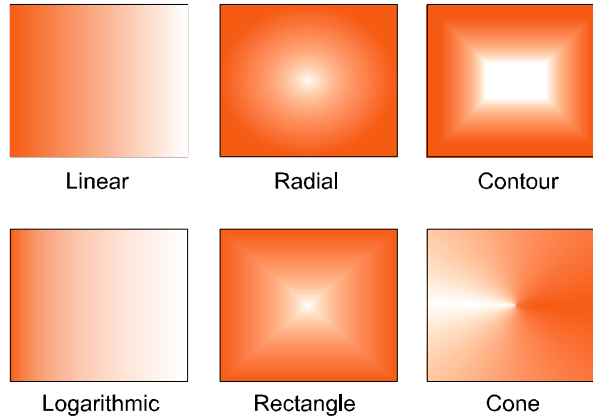 Linear
Radial
Contour
Logarithmic
Rectangle
Cone